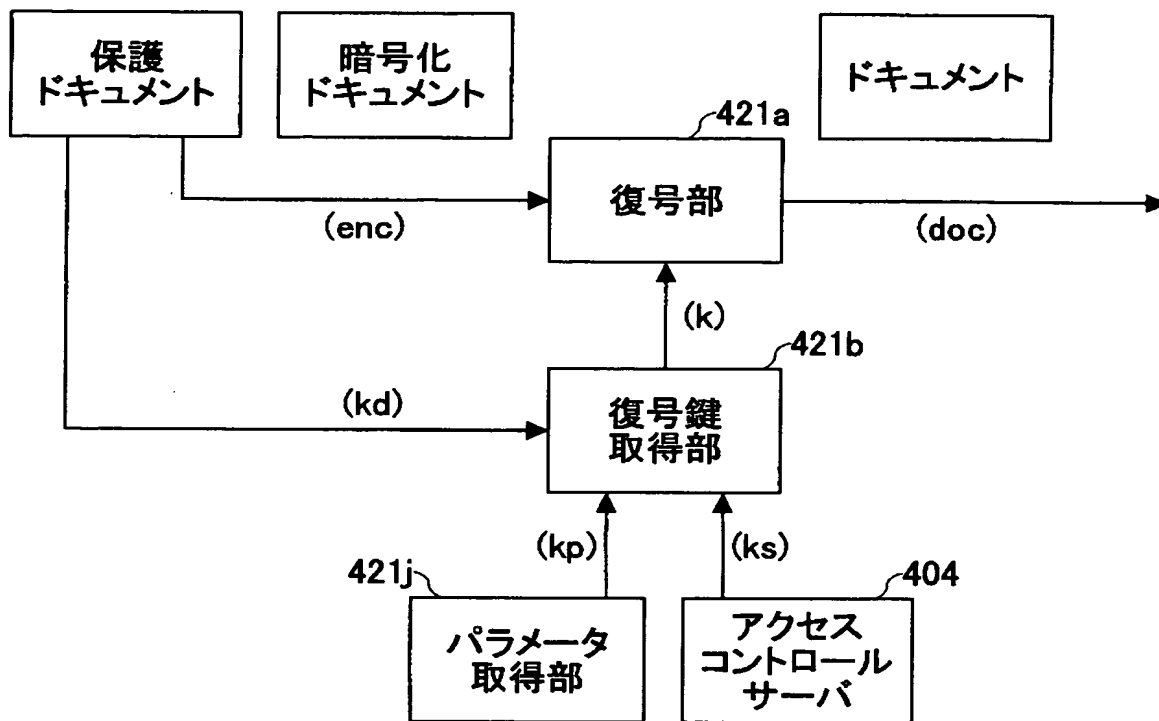 保護
ドキュメント
暗号化
ドキュメント
ドキュメント
421a
復号部
(enc)
(doc)
(k)
421b
(kd)
復号鍵
取得部
(kp)
(ks)
421j
404
パラメータ
取得部
アクセス
コントロール
サーバ